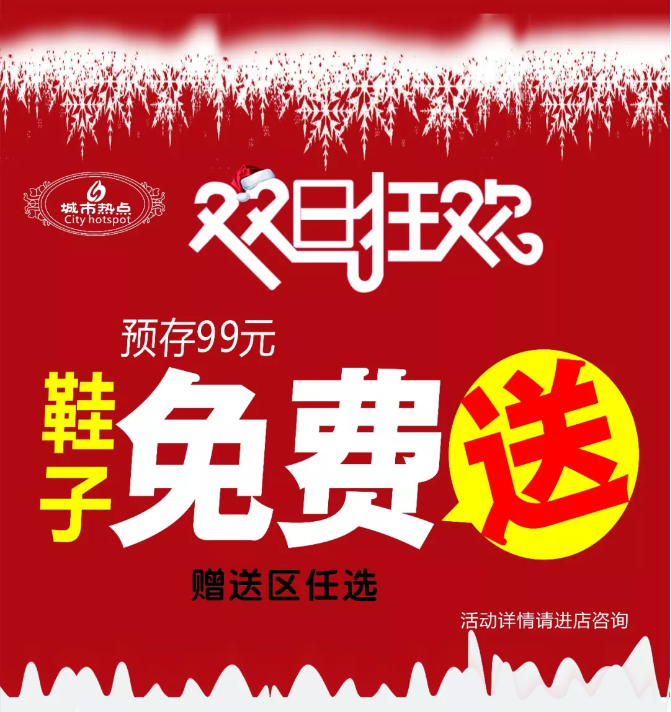 城市热点
City hotspot
双旦狂欢
预存99元
鞋子
免费送
赠送区任选
活动详情请进店咨询